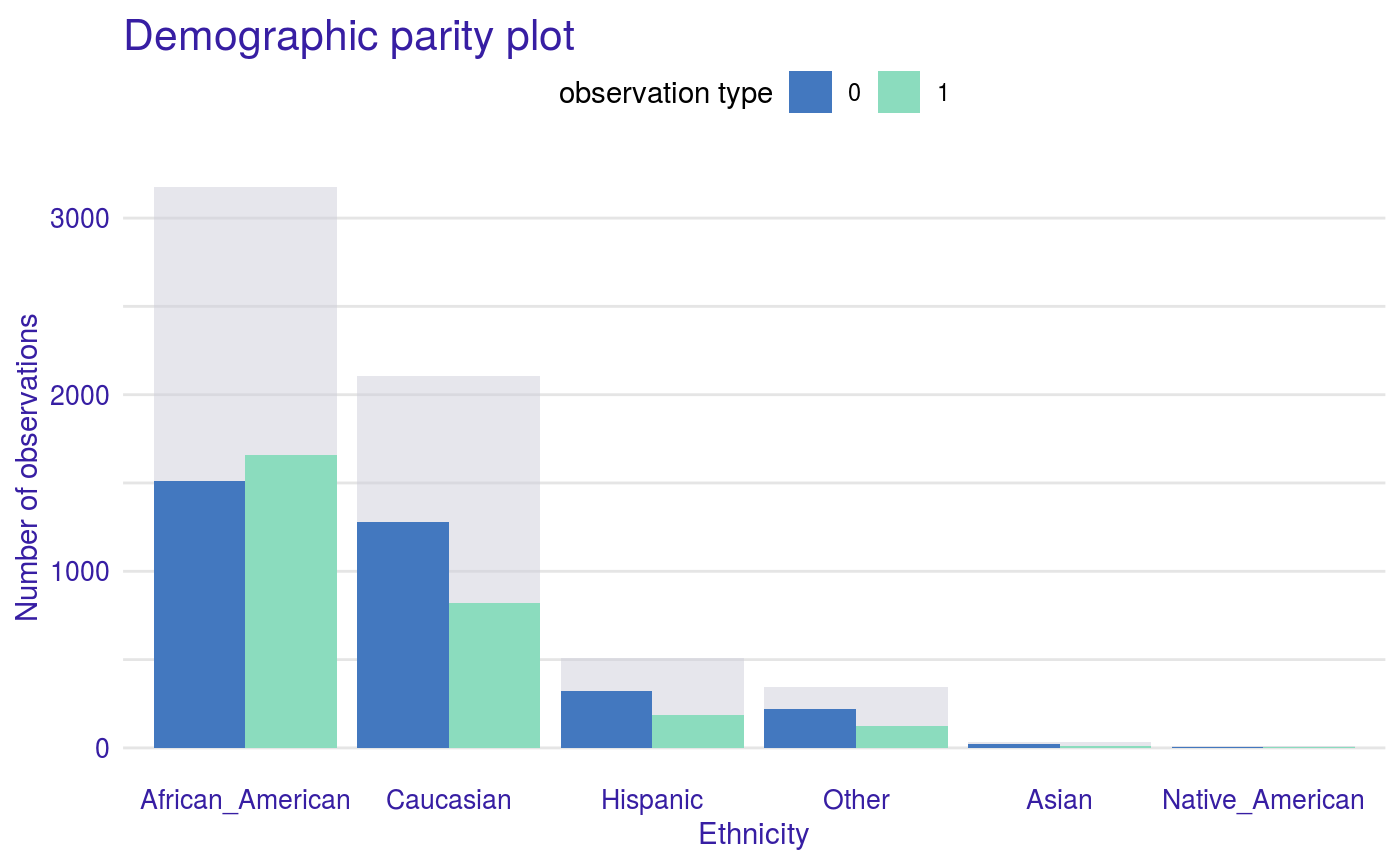 Demographic parity plot
observation type 0 1
Number of observations
3000
2000
1000
0
African_American Caucasian Hispanic Other Asian Native_American
Ethnicity